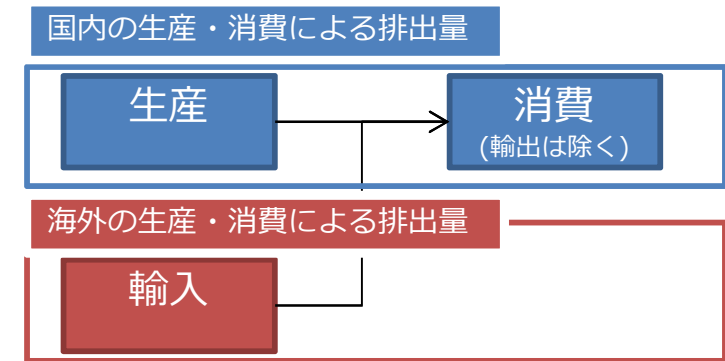 国内の生産・消費による排出量
生産
消費
(輸出は除く)
海外の生産・消費による排出量
輸入